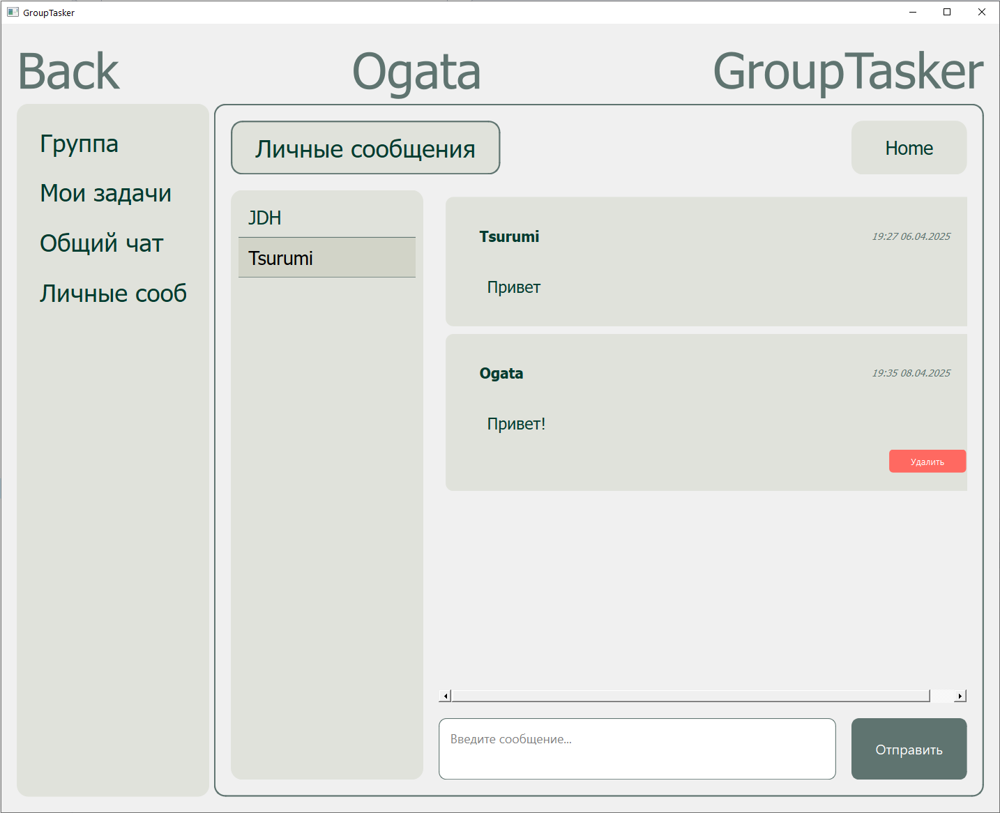 GroupTasker
Back
Ogata
GroupTasker
Группа
Мои задачи
Общий чат
Личные сооб
Личные сообщения
Home
JDH
Tsurumi
Tsurumi
19:27 06.04.2025
Привет
Ogata
19:35 08.04.2025
Привет!
Удалить
Введите сообщение...
Отправить